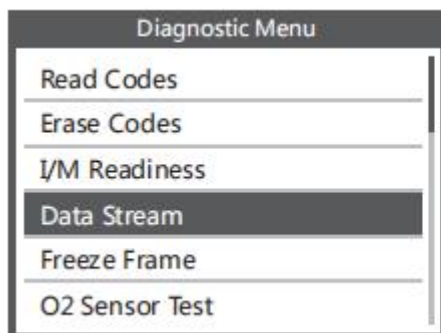 Diagnostic Menu
Read Codes
Erase Codes
I/M Readiness
Data Stream
Freeze Frame
O2 Sensor Test